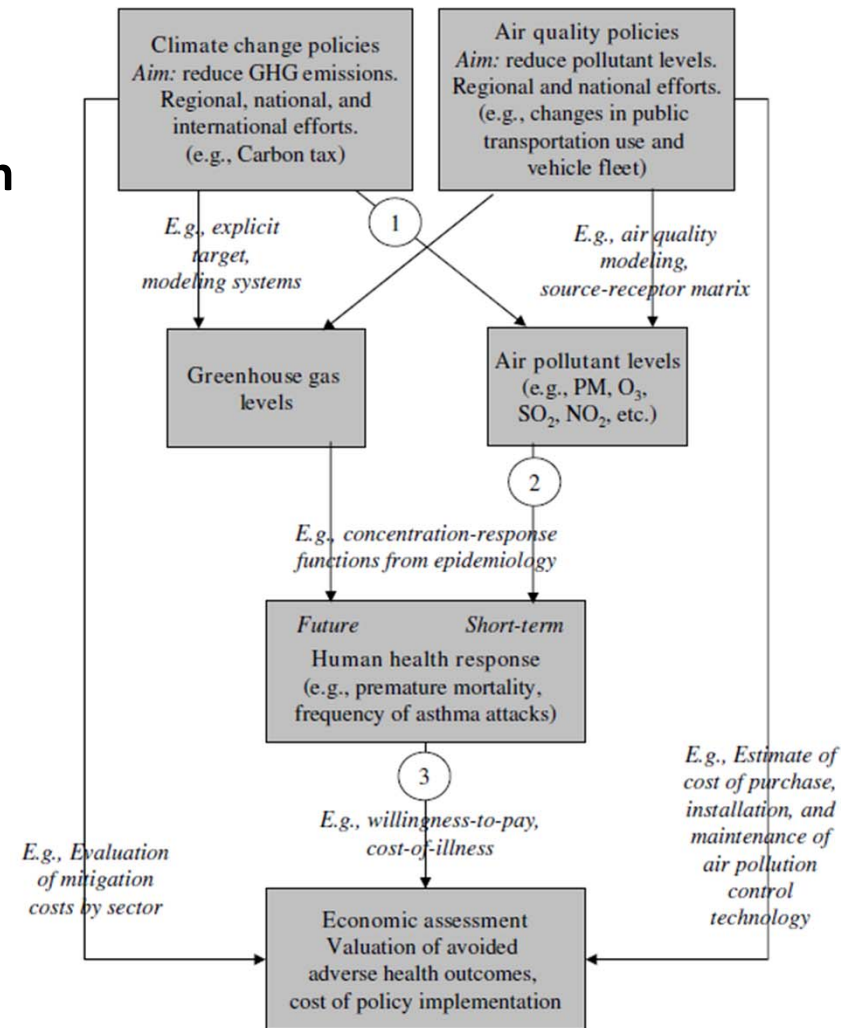 Climate change policies
Aim: reduce GHG emissions.
Regional, national, and
international efforts.
(e.g., Carbon tax)
Air quality policies
Aim: reduce pollutant levels.
Regional and national efforts.
(e.g., changes in public
transportation use and
vehicle fleet)
n
1
E.g., explicit
target,
modeling systems
E.g., air quality
modeling,
source-receptor matrix
Greenhouse gas
levels
Air pollutant levels
(e.g., PM, O₃,
SO₂, NO₂, etc.)
2
E.g., concentration-response
functions from epidemiology
Future Short-term
Human health response
(e.g., premature mortality,
frequency of asthma attacks)
3
E.g., willingness-to-pay,
cost-of-illness
E.g., Evaluation
of mitigation
costs by sector
E.g., Estimate of
cost of purchase,
installation, and
maintenance of
air pollution
control
technology
Economic assessment
Valuation of avoided
adverse health outcomes,
cost of policy implementation